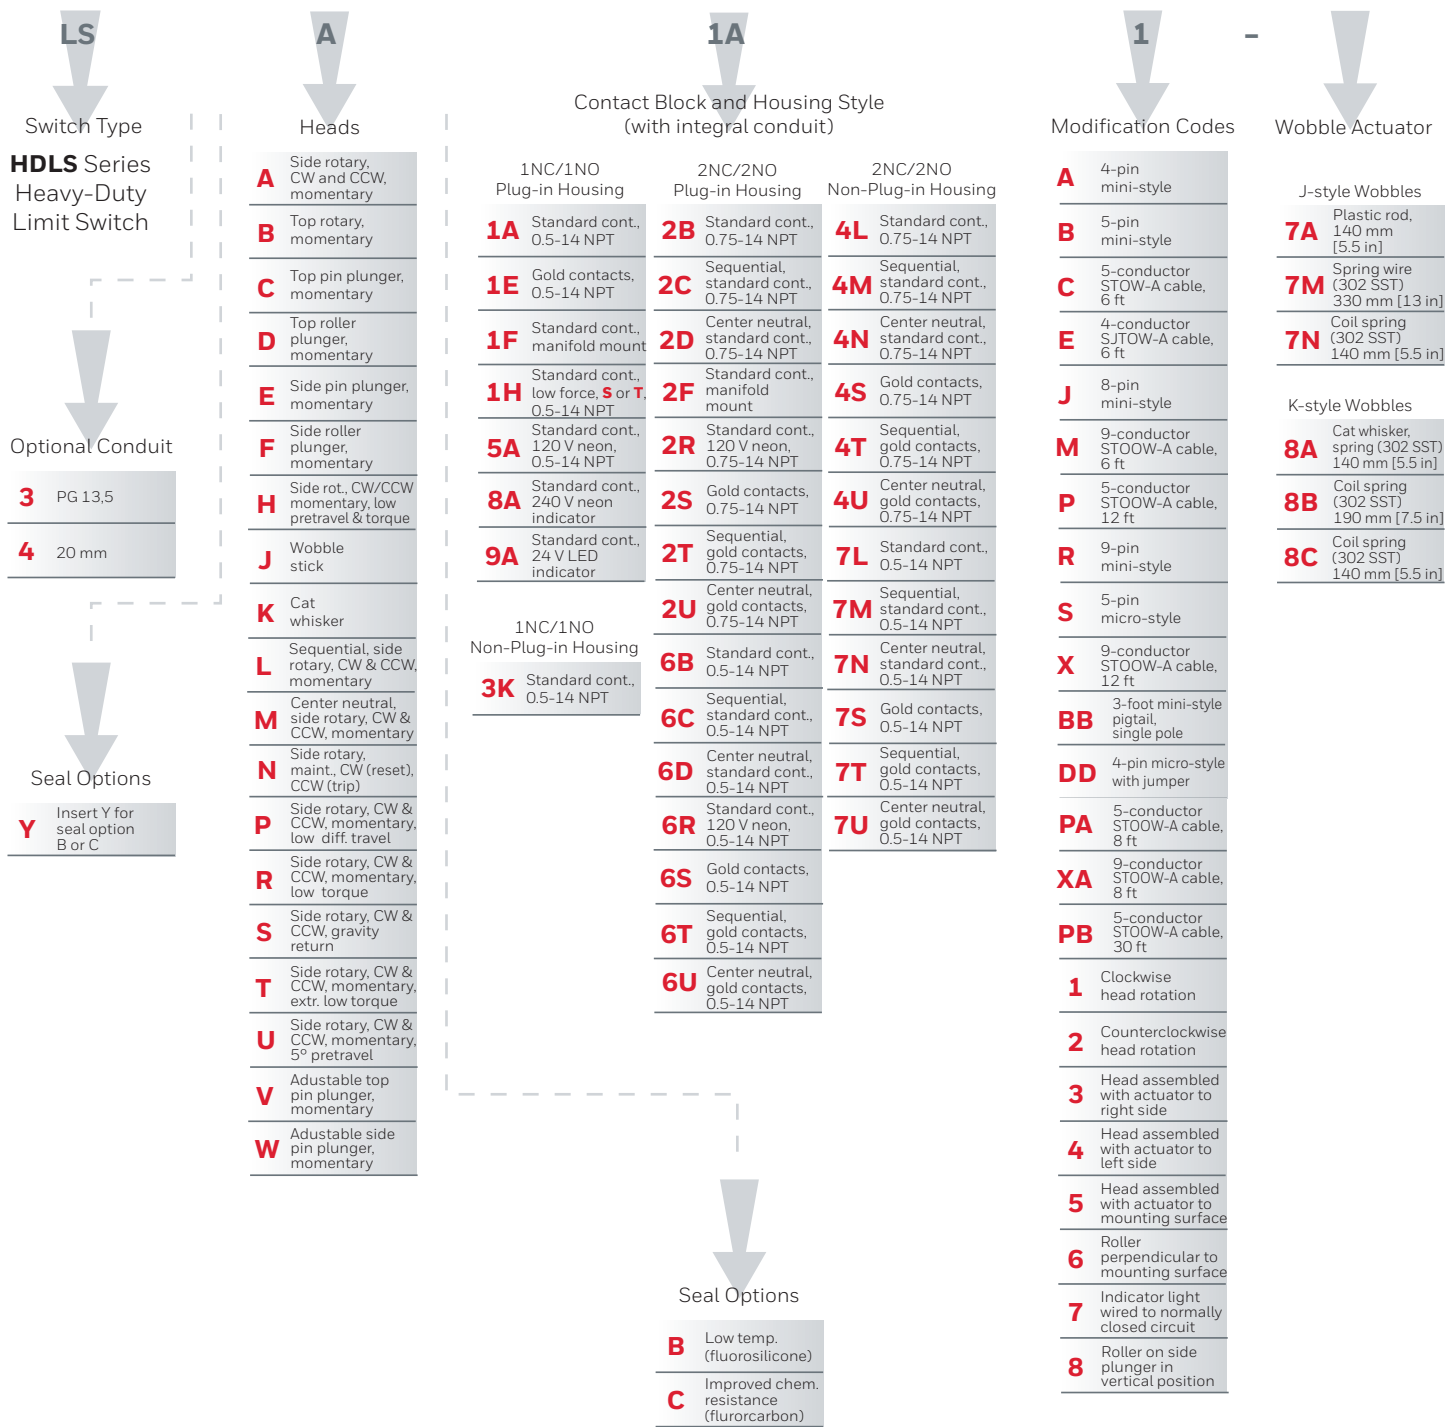 LS A 1A 1 -
Switch Type
HDLS Series
Heavy-Duty
Limit Switch
Optional Conduit
3 PG 13,5
4 20 mm
Seal Options
Y Insert Y for
seal option
B or C
Heads
A Side rotary,
CW and CCW,
momentary
B Top rotary,
momentary
C Top pin plunger,
momentary
D Top roller
plunger,
momentary
E Side pin plunger,
momentary
F Side roller
plunger,
momentary
H Side rot., CW/CCW
momentary, low
pretravel & torque
J Wobble
stick
K Cat
whisker
L Sequential, side
rotary, CW & CCW,
momentary
M Center neutral,
side rotary, CW &
CCW, momentary
N Side rotary,
maint., CW (reset),
CCW (trip)
P Side rotary, CW &
CCW, momentary,
low diff. travel
R Side rotary, CW &
CCW, momentary,
low torque
S Side rotary, CW &
CCW, gravity
return
T Side rotary, CW &
CCW, momentary,
extr. low torque
U Side rotary, CW &
CCW, momentary,
5° pretravel
V Adustable top
pin plunger,
momentary
W Adustable side
pin plunger,
momentary
Contact Block and Housing Style
(with integral conduit)
1NC/1NO
Plug-in Housing
1A Standard cont.,
0.5-14 NPT
1E Gold contacts,
0.5-14 NPT
1F Standard cont.,
manifold mount
1H Standard cont.,
low force, S or T,
0.5-14 NPT
5A Standard cont.,
120 V neon,
0.5-14 NPT
8A Standard cont.,
240 V neon
indicator
9A Standard cont.,
24 V LED
indicator
1NC/1NO
Non-Plug-in Housing
3K Standard cont.,
0.5-14 NPT
2NC/2NO
Plug-in Housing
2B Standard cont.,
0.75-14 NPT
2C Sequential,
standard cont.,
0.75-14 NPT
2D Center neutral,
standard cont.,
0.75-14 NPT
2F Standard cont.,
manifold
mount
2R Standard cont.,
120 V neon,
0.75-14 NPT
2S Gold contacts,
0.75-14 NPT
2T Sequential,
gold contacts,
0.75-14 NPT
2U Center neutral,
gold contacts,
0.75-14 NPT
6B Standard cont.,
0.5-14 NPT
6C Sequential,
standard cont.,
0.5-14 NPT
6D Center neutral,
standard cont.,
0.5-14 NPT
6R Standard cont.,
120 V neon,
0.5-14 NPT
6S Gold contacts,
0.5-14 NPT
6T Sequential,
gold contacts,
0.5-14 NPT
6U Center neutral,
gold contacts,
0.5-14 NPT
2NC/2NO
Non-Plug-in Housing
4L Standard cont.,
0.75-14 NPT
4M Sequential,
standard cont.,
0.75-14 NPT
4N Center neutral,
standard cont.,
0.75-14 NPT
4S Gold contacts,
0.75-14 NPT
4T Sequential,
gold contacts,
0.75-14 NPT
4U Center neutral,
gold contacts,
0.75-14 NPT
7L Standard cont.,
0.5-14 NPT
7M Sequential,
standard cont.,
0.5-14 NPT
7N Center neutral,
standard cont.,
0.5-14 NPT
7S Gold contacts,
0.5-14 NPT
7T Sequential,
gold contacts,
0.5-14 NPT
7U Center neutral,
gold contacts,
0.5-14 NPT
Seal Options
B Low temp.
(fluorosilicone)
C Improved chem.
resistance
(flurorcarbon)
Modification Codes
A 4-pin
mini-style
B 5-pin
mini-style
C 5-conductor
STOW-A cable,
6 ft
E 4-conductor
SJTOW-A cable,
6 ft
J 8-pin
mini-style
M 9-conductor
STOOW-A cable,
6 ft
P 5-conductor
STOOW-A cable,
12 ft
R 9-pin
mini-style
S 5-pin
micro-style
X 9-conductor
STOOW-A cable,
12 ft
BB 3-foot mini-style
pigtail,
single pole
DD 4-pin micro-style
with jumper
PA 5-conductor
STOOW-A cable,
8 ft
XA 9-conductor
STOOW-A cable,
8 ft
PB 5-conductor
STOOW-A cable,
30 ft
1 Clockwise
head rotation
2 Counterclockwise
head rotation
3 Head assembled
with actuator to
right side
4 Head assembled
with actuator to
left side
5 Head assembled
with actuator to
mounting surface
6 Roller
perpendicular to
mounting surface
7 Indicator light
wired to normally
closed circuit
8 Roller on side
plunger in
vertical position
Wobble Actuator
J-style Wobbles
7A Plastic rod,
140 mm
[5.5 in]
7M Spring wire
(302 SST)
330 mm [13 in]
7N Coil spring
(302 SST)
140 mm [5.5 in]
K-style Wobbles
8A Cat whisker,
spring (302 SST)
140 mm [5.5 in]
8B Coil spring
(302 SST)
190 mm [7.5 in]
8C Coil spring
(302 SST)
140 mm [5.5 in]